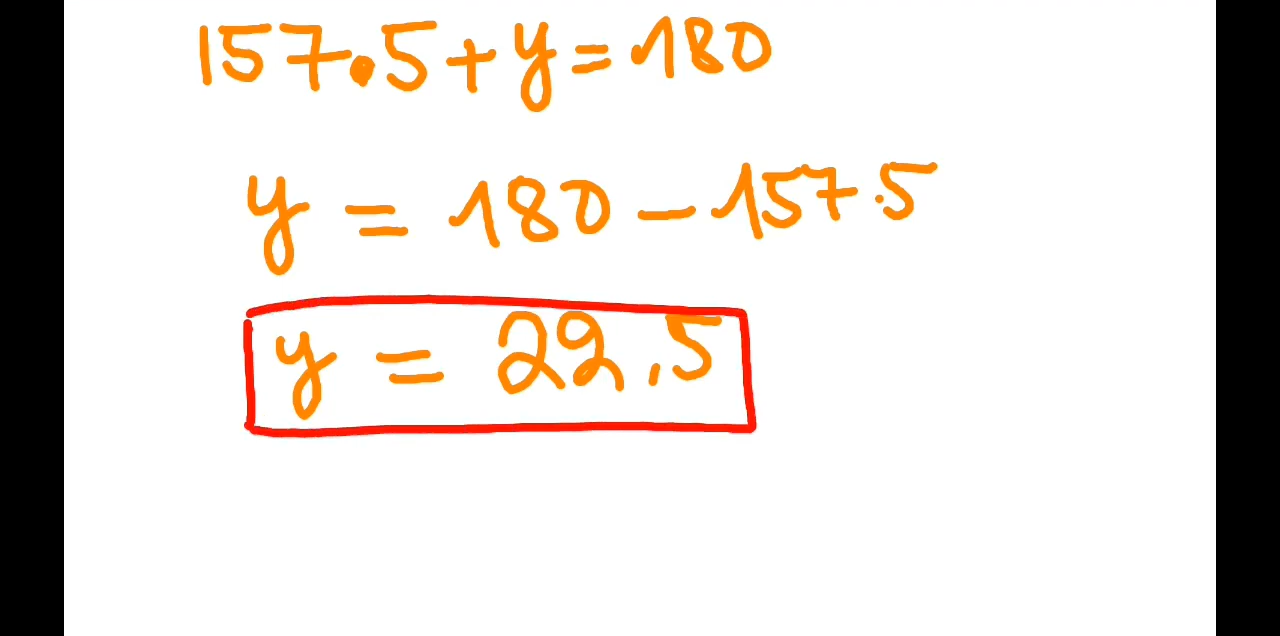 157.5+y=180
y = 180 - 157.5
y = 22.5